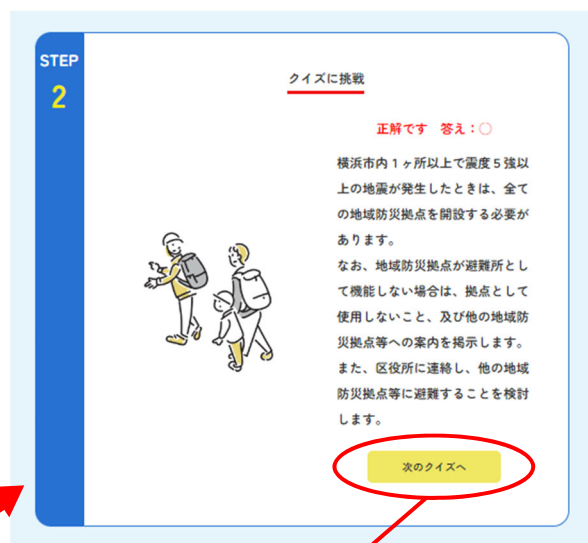 STEP
2
クイズに挑戦
正解です　答え：○
横浜市内１ヶ所以上で震度５強以
上の地震が発生したときは、全て
の地域防災拠点を開設する必要が
あります。
なお、地域防災拠点が避難所とし
て機能しない場合は、拠点として
使用しないこと、及び他の地域防
災拠点等への案内を掲示します。
また、区役所に連絡し、他の地域
防災拠点等に避難することを検討
します。
次のクイズへ